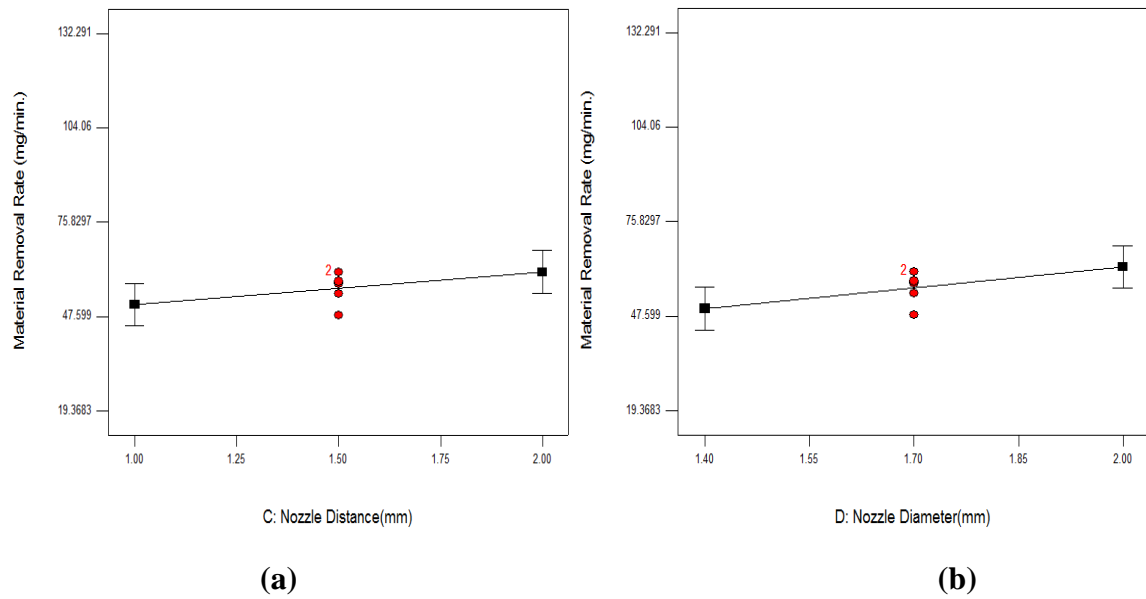 Material Removal Rate (mg/min.)
132.291
104.06
75.8297
47.599
19.3683
2
1.00 1.25 1.50 1.75 2.00
C: Nozzle Distance(mm)
(a)
Material Removal Rate (mg/min.)
132.291
104.06
75.8297
47.599
19.3683
2
1.40 1.55 1.70 1.85 2.00
D: Nozzle Diameter(mm)
(b)